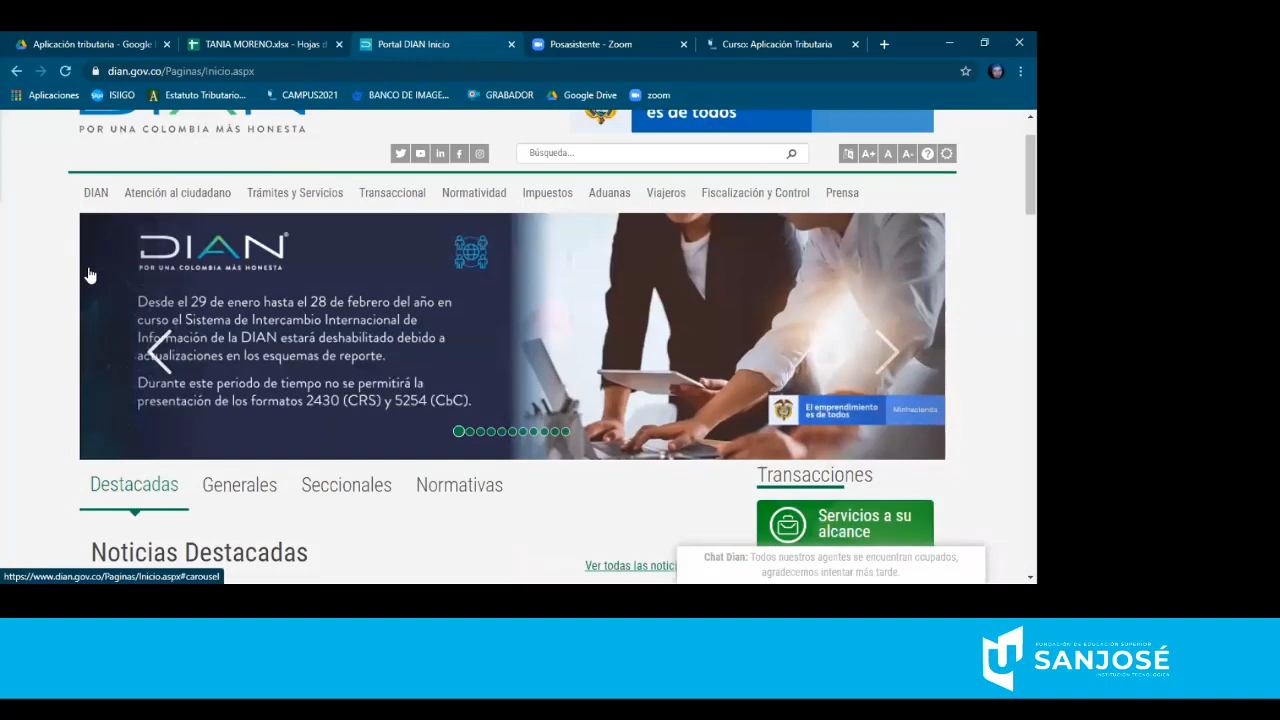 Aplicación tributaria - Google
TANIA MORENO.xlsx - Hojas d
Portal DIAN Inicio
Posasistente - Zoom
Curso: Aplicación Tributaria
dian.gov.co/Paginas/Inicio.aspx
Aplicaciones
ISIIGO
Estatuto Tributario...
CAMPUS2021
BANCO DE IMAGE...
GRABADOR
Google Drive
zoom
POR UNA COLOMBIA MÁS HONESTA
es de todos
Búsqueda...
A+ A A- ?
DIAN Atención al ciudadano Trámites y Servicios Transaccional Normatividad Impuestos Aduanas Viajeros Fiscalización y Control Prensa
DIAN®
POR UNA COLOMBIA MÁS HONESTA
Desde el 29 de enero hasta el 28 de febrero del año en
curso el Sistema de Intercambio Internacional de
Información de la DIAN estará deshabilitado debido a
actualizaciones en los esquemas de reporte.
Durante este periodo de tiempo no se permitirá la
presentación de los formatos 2430 (CRS) y 5254 (CbC).
El emprendimiento
es de todos
Minhacienda
Destacadas Generales Seccionales Normativas
Transacciones
Servicios a su
alcance
Noticias Destacadas
Ver todas las notici
Chat Dian: Todos nuestros agentes se encuentran ocupados,
agradecemos intentar más tarde.
https://www.dian.gov.co/Paginas/Inicio.aspx#carousel
FUNDACIÓN DE EDUCACIÓN SUPERIOR
SANJOSÉ
INSTITUCIÓN TECNOLÓGICA